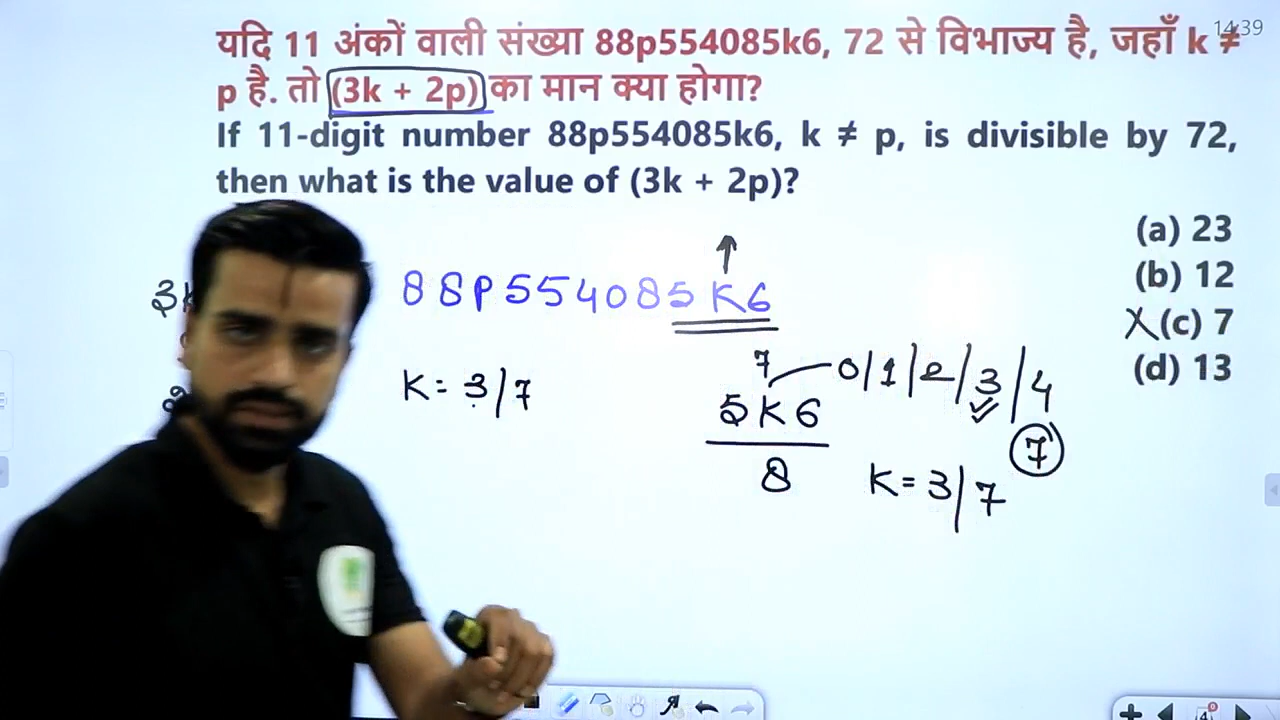 14:39
यदि 11 अंकों वाली संख्या 88p554085k6, 72 से विभाज्य है, जहाँ k ≠
p है. तो (3k + 2p) का मान क्या होगा?
If 11-digit number 88p554085k6, k ≠ p, is divisible by 72,
then what is the value of (3k + 2p)?
(a) 23
(b) 12
X(c) 7
(d) 13
3K
88P554085K6
K = 3/7
7
0/1/2/3/4
5K6
8
7
K = 3/7